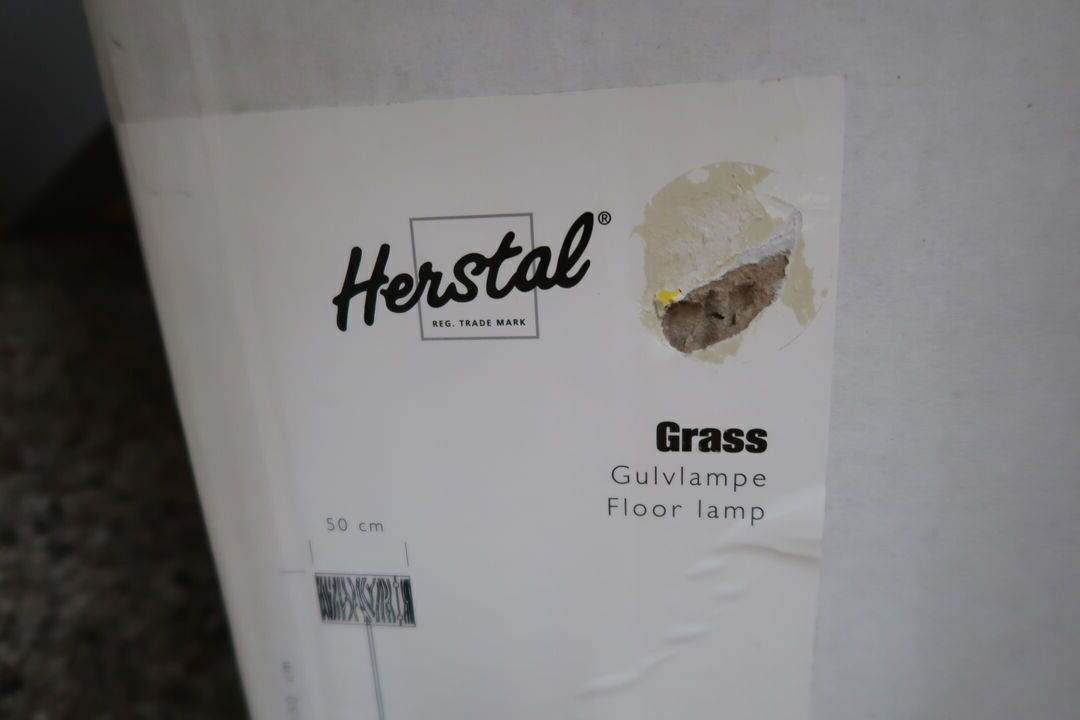 Herstal®
REG. TRADE MARK
Grass
Gulvlampe
Floor lamp
50 cm